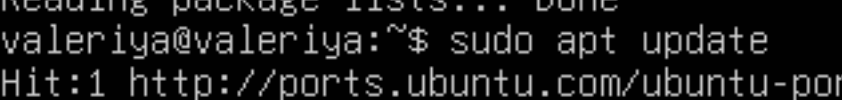 Reading package lists... Done
valeriya@valeriya:~$ sudo apt update
Hit:1 http://ports.ubuntu.com/ubuntu-por